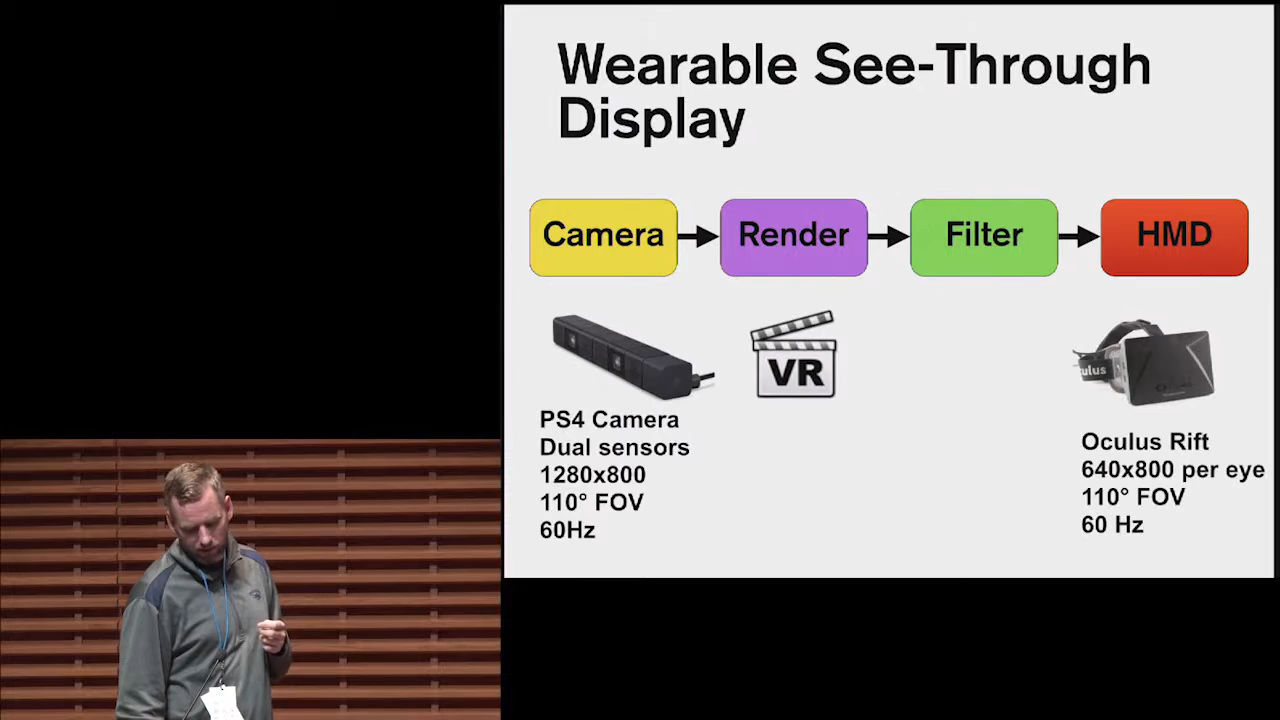 Wearable See-Through
Display
Camera
Render
Filter
HMD
VR
PS4 Camera
Dual sensors
1280x800
110° FOV
60Hz
culus
Oculus Rift
640x800 per eye
110° FOV
60 Hz